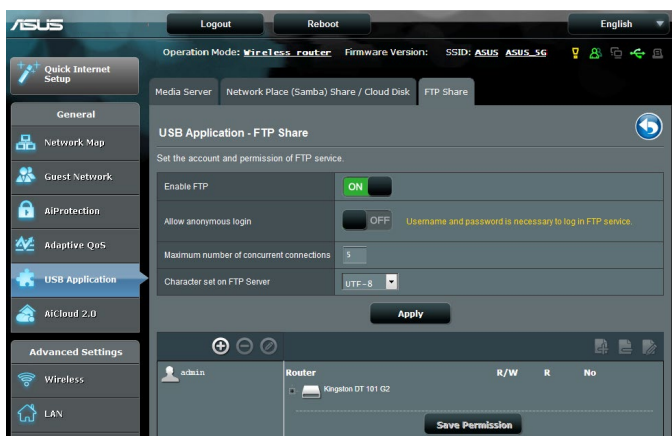 ASUS
Logout
Reboot
English
Operation Mode: Wireless router Firmware Version: SSID: ASUS ASUS_5G
Quick Internet
Setup
Media Server
Network Place (Samba) Share / Cloud Disk
FTP Share
General
Network Map
Guest Network
AiProtection
Adaptive QoS
USB Application
AiCloud 2.0
Advanced Settings
Wireless
LAN
USB Application - FTP Share
Set the account and permission of FTP service.
Enable FTP
ON
Allow anonymous login
OFF
Username and password is necessary to log in FTP service.
Maximum number of concurrent connections
5
Character set on FTP Server
UTF-8
Apply
admin
Router
R/W
R
No
Kingston DT 101 G2
Save Permission